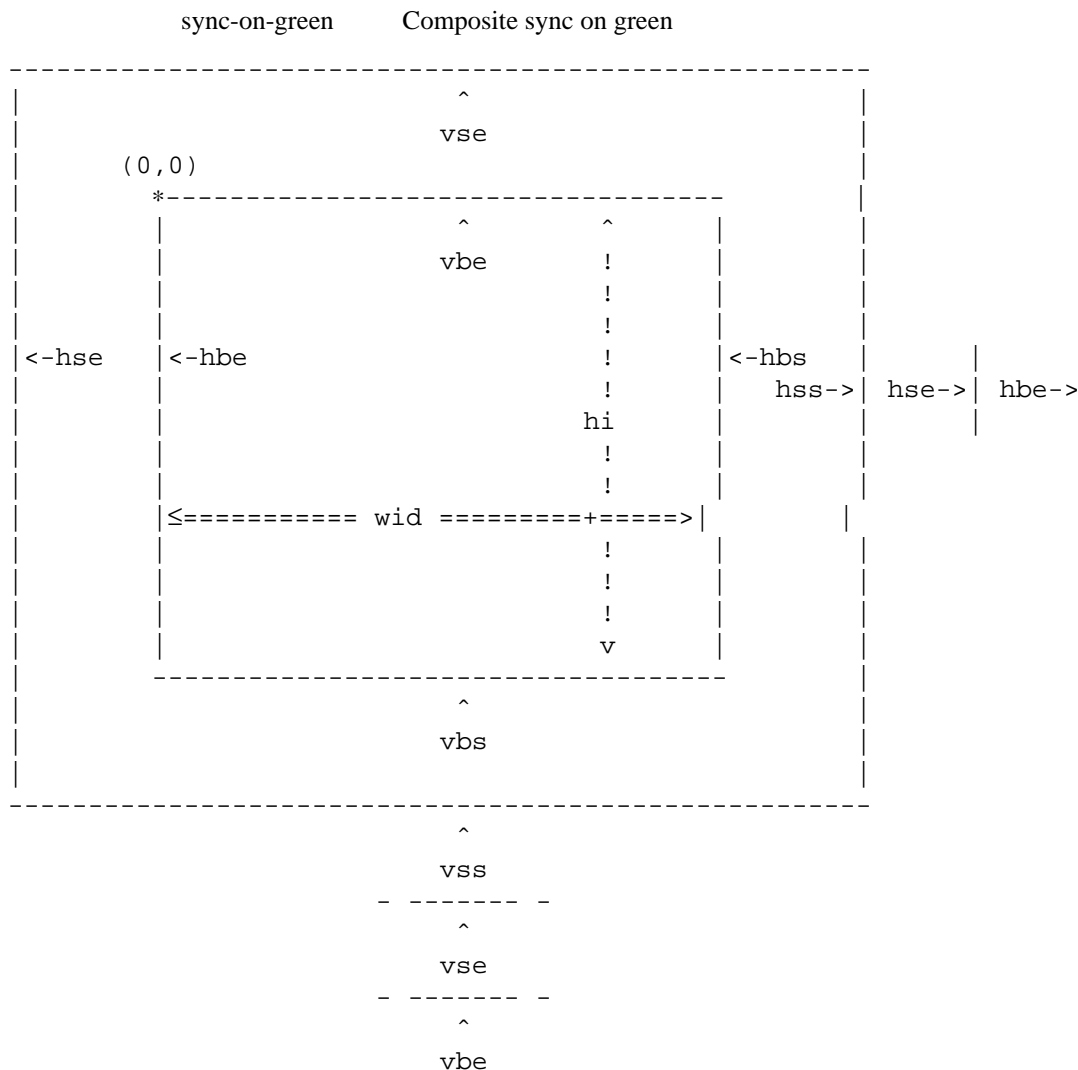 sync-on-green Composite sync on green
------------------------------------------------------
| ^ |
| vse |
| (0,0) |
| *----------------------------------- |
| | ^ ^ | |
| | vbe ! | |
| | ! | |
| | ! | |
|<-hse |<-hbe ! |<-hbs | |
| | ! | hss->| hse->| hbe->
| | hi | | |
| | ! | |
| | ! | |
| |≤=========== wid =========+=====>| |
| | ! | |
| | ! | |
| | ! | |
| | v | |
| ------------------------------------ |
| ^ |
| vbs |
| |
------------------------------------------------------
^
vss
- ------- -
^
vse
- ------- -
^
vbe